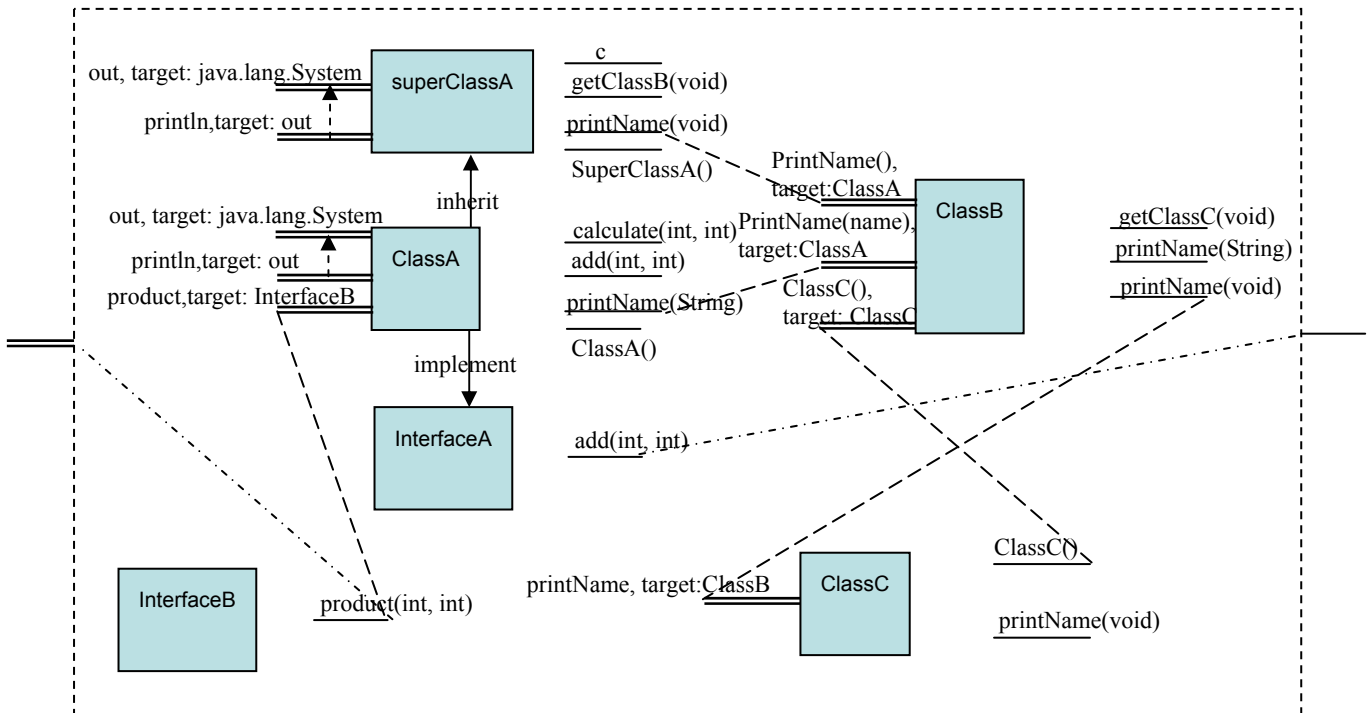 c
out, target: java.lang.System
superClassA
getClassB(void)
println,target: out
printName(void)
SuperClassA()
PrintName(),
target:ClassA
inherit
ClassB
out, target: java.lang.System
calculate(int, int)
PrintName(name),
target:ClassA
getClassC(void)
ClassA
add(int, int)
printName(String)
println,target: out
product,target: InterfaceB
printName(String)
ClassC(),
target: ClassC
printName(void)
ClassA()
implement
InterfaceA
add(int, int)
ClassC()
InterfaceB
product(int, int)
printName, target:ClassB
ClassC
printName(void)